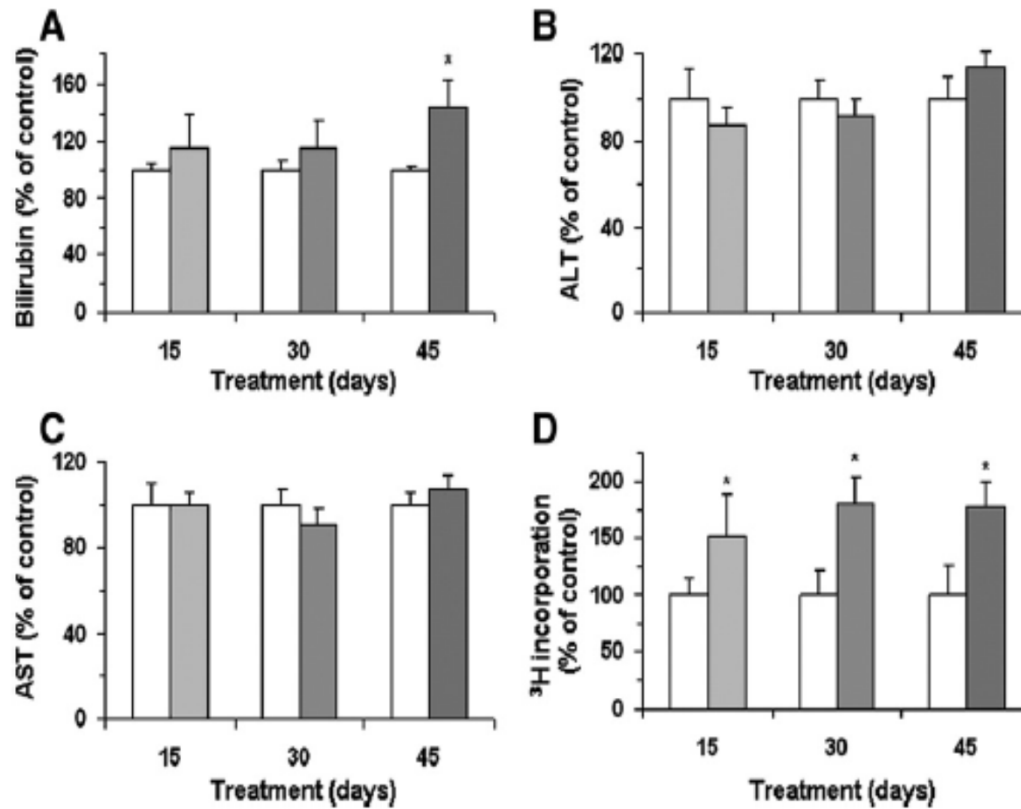 A
Bilirubin (% of control)
160
120
80
40
0
*
15 30 45
Treatment (days)
B
ALT (% of control)
120
80
40
0
15 30 45
Treatment (days)
C
AST (% of control)
120
80
40
0
15 30 45
Treatment (days)
D
³H incorporation
(% of control)
200
150
100
50
0
* * *
15 30 45
Treatment (days)